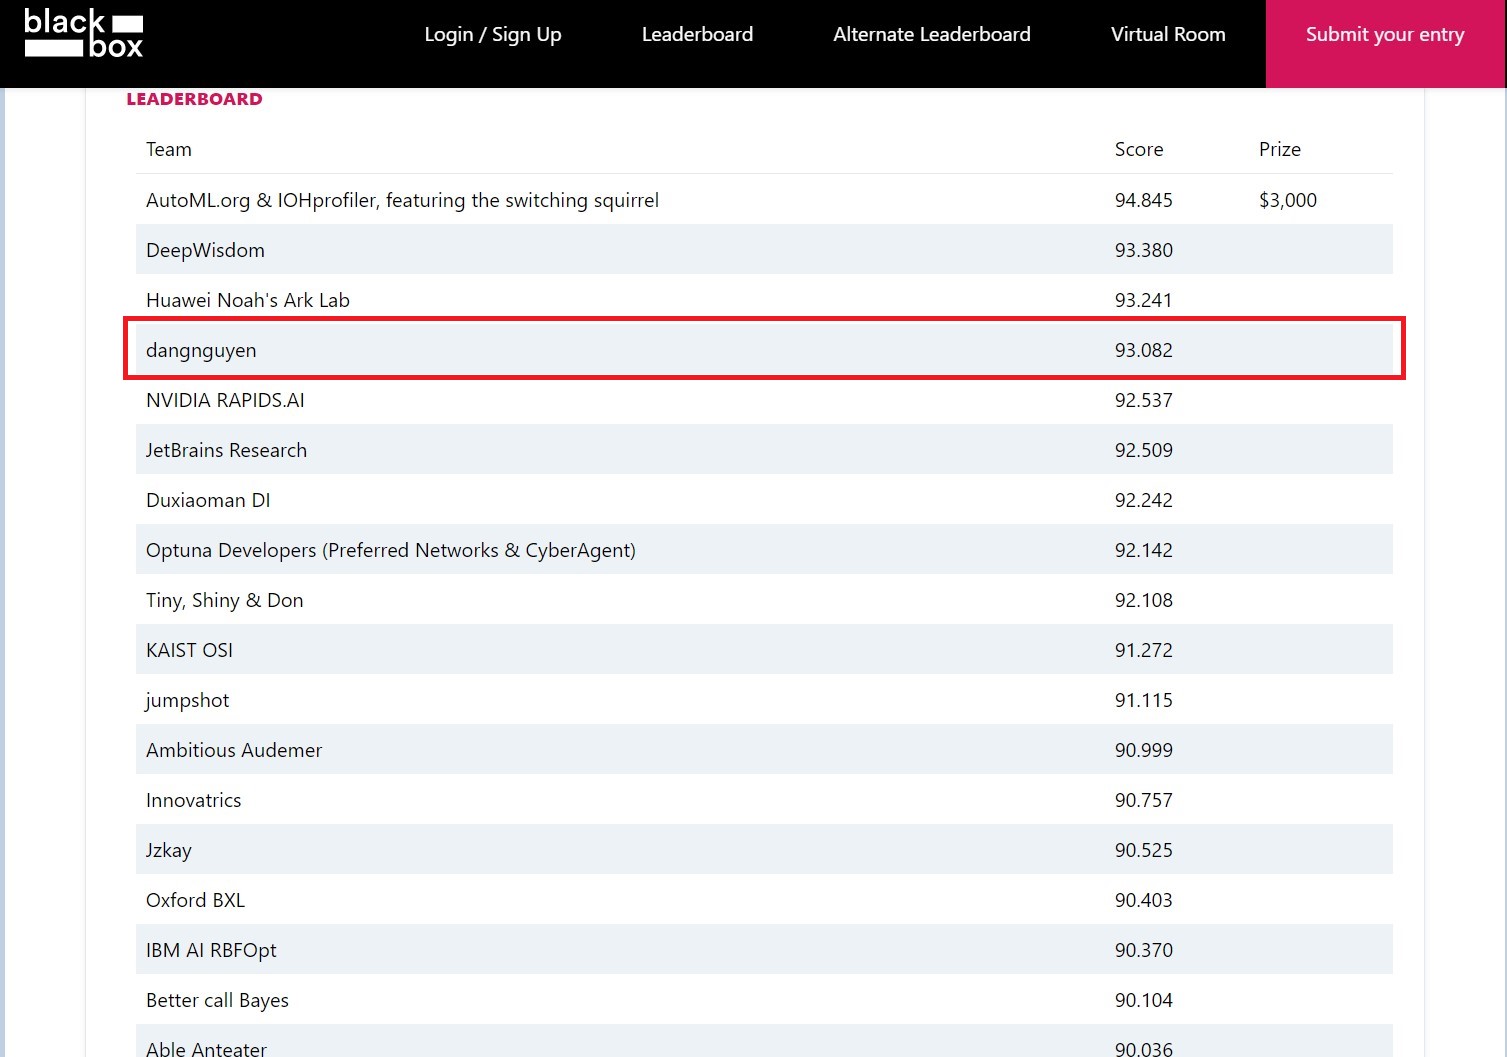 black
box
Login / Sign Up Leaderboard Alternate Leaderboard Virtual Room Submit your entry
LEADERBOARD
Team Score Prize
AutoML.org & IOHprofiler, featuring the switching squirrel 94.845 $3,000
DeepWisdom 93.380
Huawei Noah's Ark Lab 93.241
dangnguyen 93.082
NVIDIA RAPIDS.AI 92.537
JetBrains Research 92.509
Duxiaoman DI 92.242
Optuna Developers (Preferred Networks & CyberAgent) 92.142
Tiny, Shiny & Don 92.108
KAIST OSI 91.272
jumpshot 91.115
Ambitious Audemer 90.999
Innovatrics 90.757
Jzkay 90.525
Oxford BXL 90.403
IBM AI RBFOpt 90.370
Better call Bayes 90.104
Able Anteater 90.036